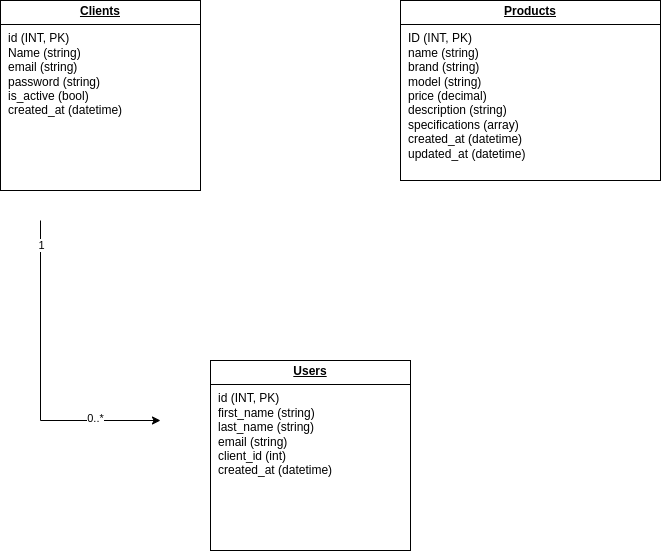 Clients
id (INT, PK)
Name (string)
email (string)
password (string)
is_active (bool)
created_at (datetime)
Products
ID (INT, PK)
name (string)
brand (string)
model (string)
price (decimal)
description (string)
specifications (array)
created_at (datetime)
updated_at (datetime)
1
0..*
Users
id (INT, PK)
first_name (string)
last_name (string)
email (string)
client_id (int)
created_at (datetime)